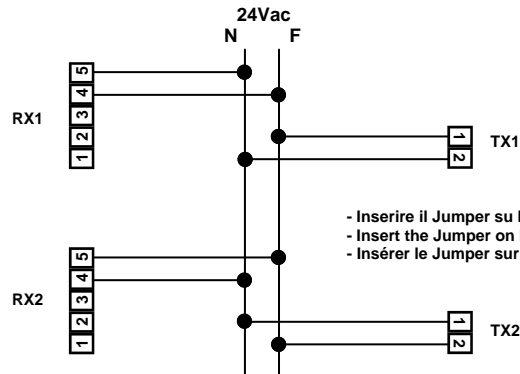 24Vac
N F
RX1
5
4
3
2
1
1
2
TX1
- Inserire il Jumper su
- Insert the Jumper on
- Insérer le Jumper sur
RX2
5
4
3
2
1
1
2
TX2